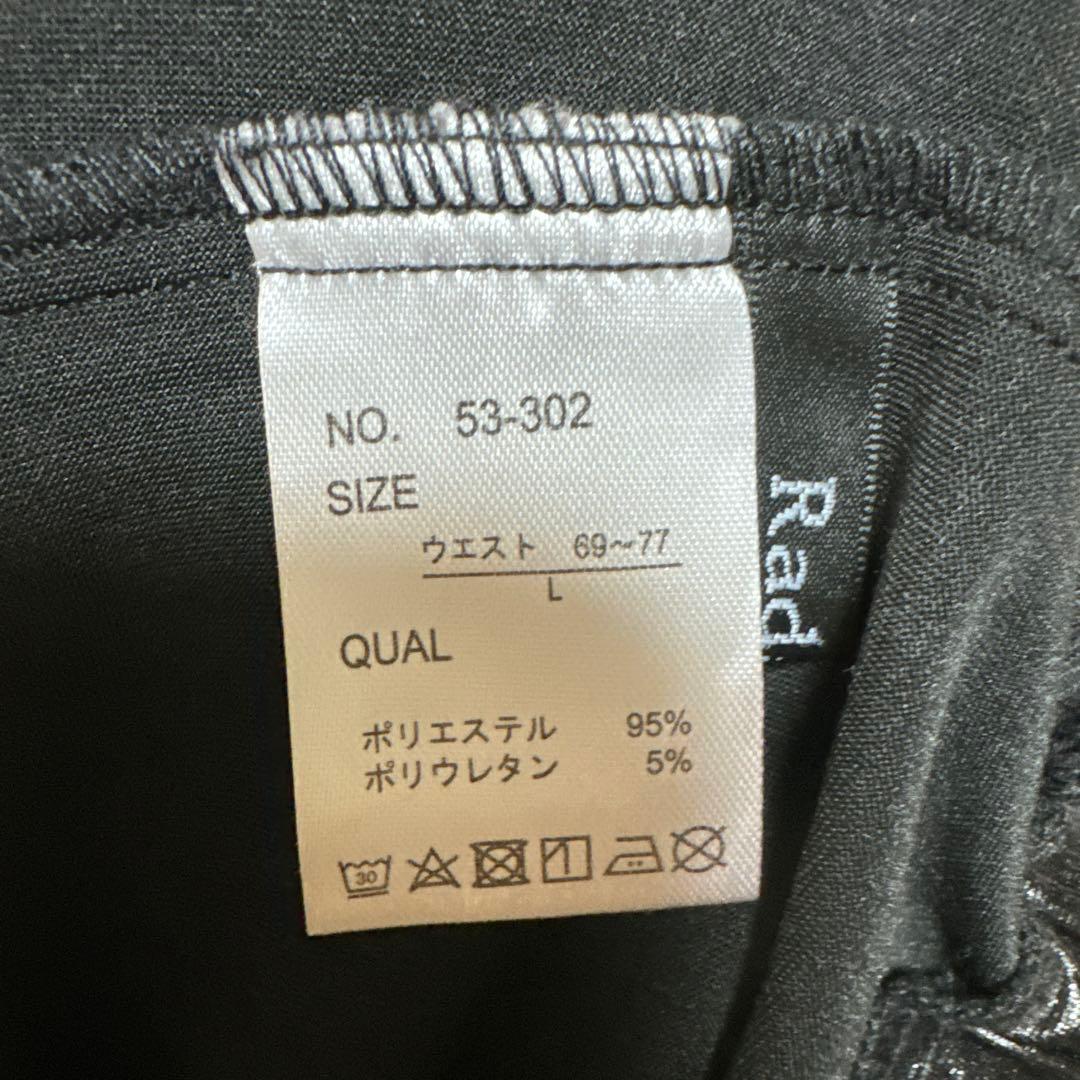 NO. 53-302
SIZE
ウエスト 69〜77
L
QUAL
ポリエステル 95%
ポリウレタン 5%
30
Rad